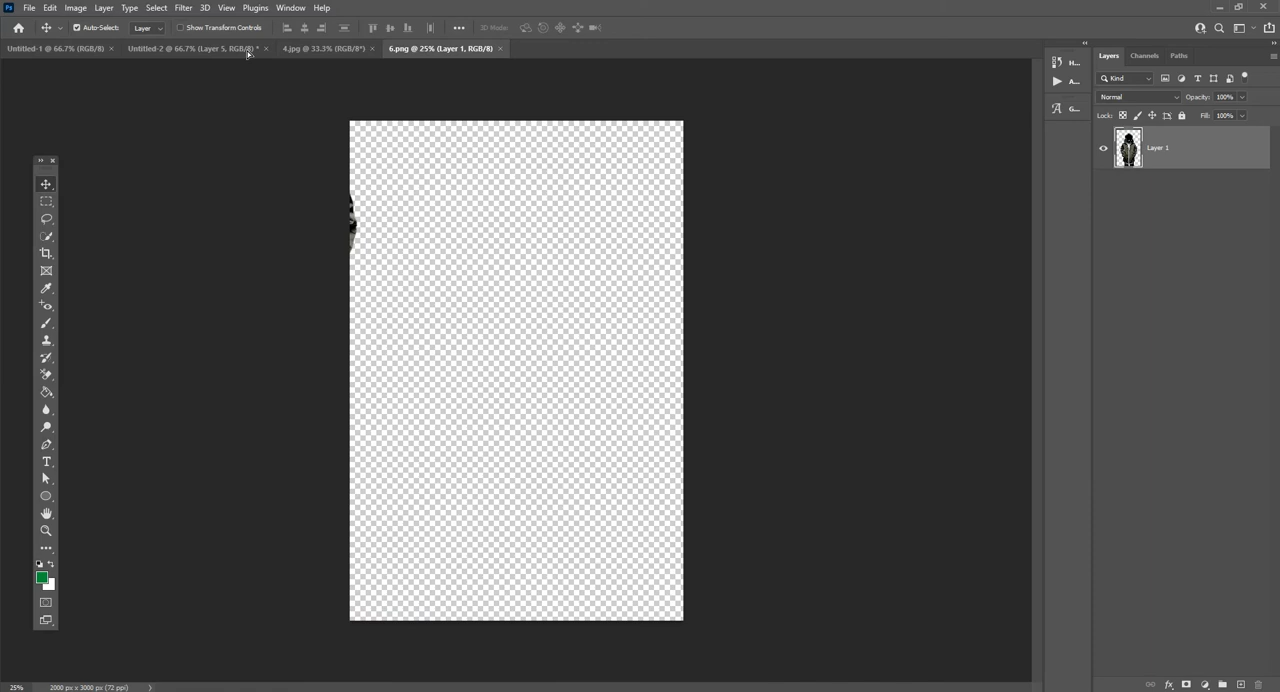 Ps File Edit Image Layer Type Select Filter 3D View Plugins Window Help
Auto-Select: Layer Show Transform Controls 3D Mode:
Untitled-1 @ 66.7% (RGB/8) × Untitled-2 @ 66.7% (Layer 5, RGB/8) * × 4.jpg @ 33.3% (RGB/8*) × 6.png @ 25% (Layer 1, RGB/8) ×
H...
A...
G...
Layers Channels Paths
Kind
Normal Opacity: 100%
Lock: Fill: 100%
Layer 1
25% 2000 px x 3000 px (72 ppi)